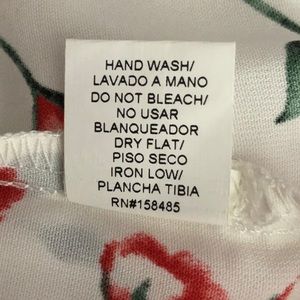 HAND WASH/
LAVADO A MANO
DO NOT BLEACH/
NO USAR
BLANQUEADOR
DRY FLAT/
PISO SECO
IRON LOW/
PLANCHA TIBIA
RN#158485